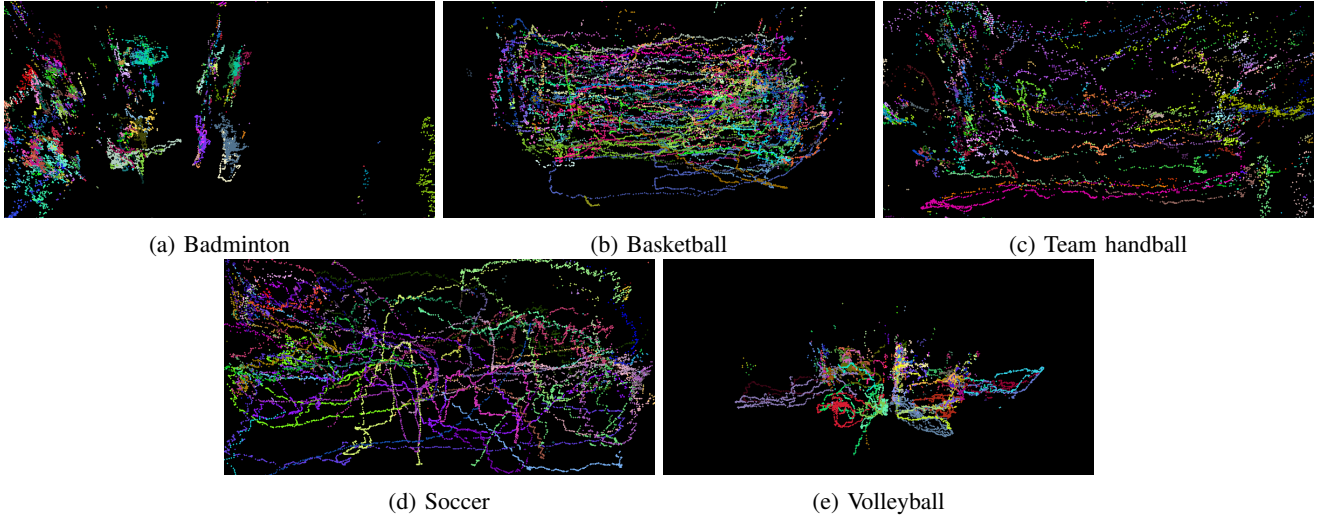 (a) Badminton
(b) Basketball
(c) Team handball
(d) Soccer
(e) Volleyball